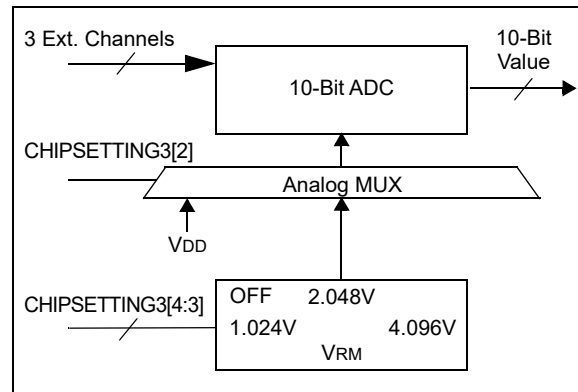 3 Ext. Channels
10-Bit
Value
10-Bit ADC
CHIPSETTING3[2]
Analog MUX
VDD
CHIPSETTING3[4:3]
OFF 2.048V
1.024V 4.096V
VRM